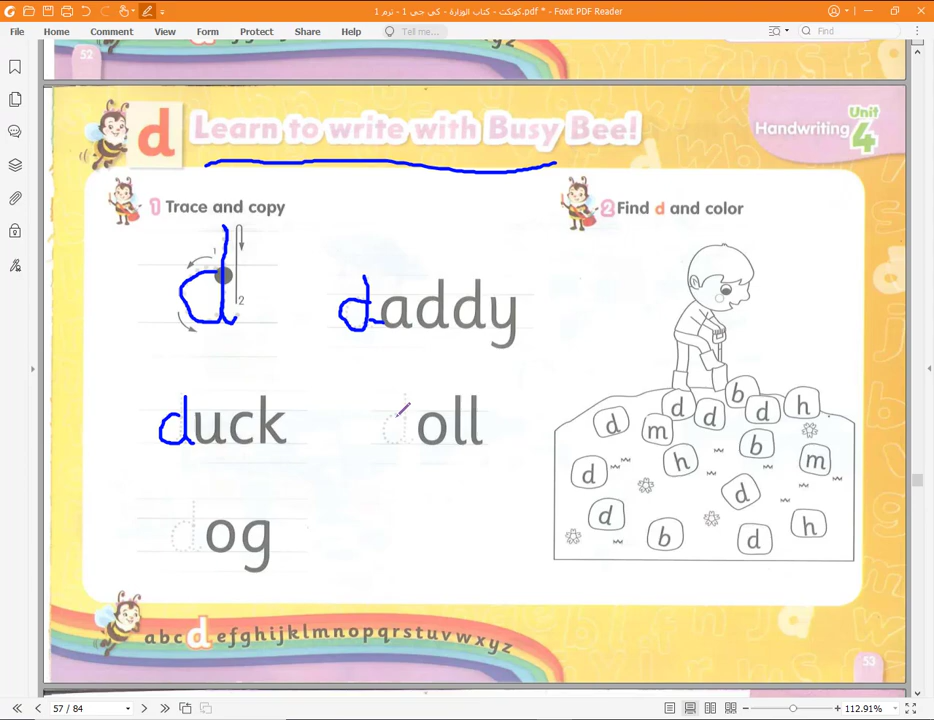 كونكت - كتاب الوزارة - كى جى 1 - ترم 1.pdf * - Foxit PDF Reader
File Home Comment View Form Protect Share Help Tell me... Find
52
d Learn to write with Busy Bee!
Handwriting Unit 4
1 Trace and copy
d
1
2
daddy
duck
doll
dog
2 Find d and color
d m d d b d h
d h b m
d b d d h
abcdefghijklmnopqrstuvwxyz
53
57 / 84
112.91%